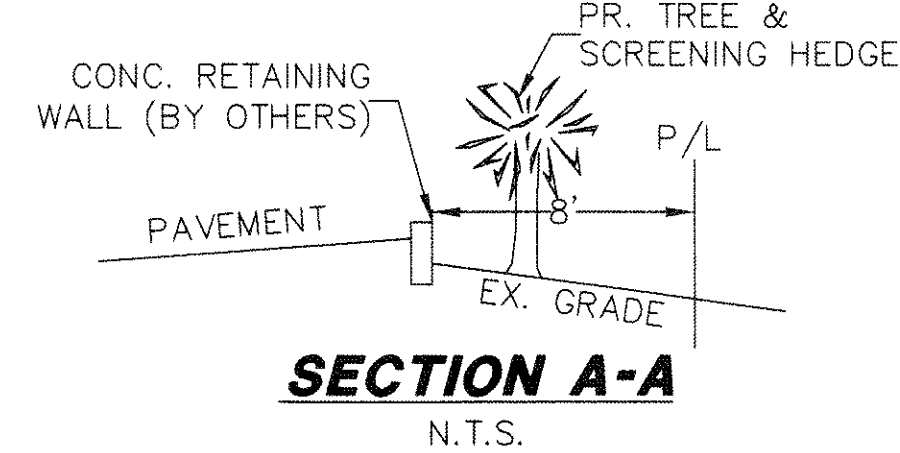 PR. TREE &
SCREENING HEDGE
CONC. RETAINING
WALL (BY OTHERS)
P/L
PAVEMENT
8'
EX. GRADE
SECTION A-A
N.T.S.